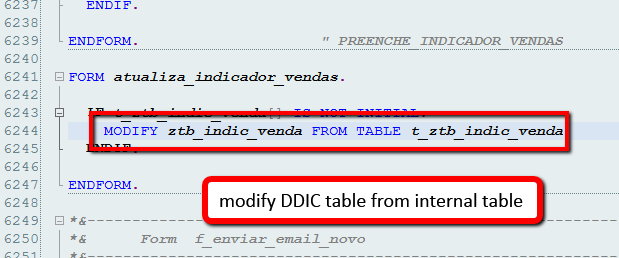 6237 ENDIF.
6238
6239 ENDFORM. " PREENCHE_INDICADOR_VENDAS
6240
6241 FORM atualiza_indicador_vendas.
6242
6243 IF t_ztb_indic_venda[] IS NOT INITIAL.
6244 MODIFY ztb_indic_venda FROM TABLE t_ztb_indic_venda
6245 ENDIF.
6246
6247 ENDFORM.
6248
modify DDIC table from internal table
6249 *&---------------------------------------------------------------------
6250 *& Form f_enviar_email_novo
6251 *&---------------------------------------------------------------------